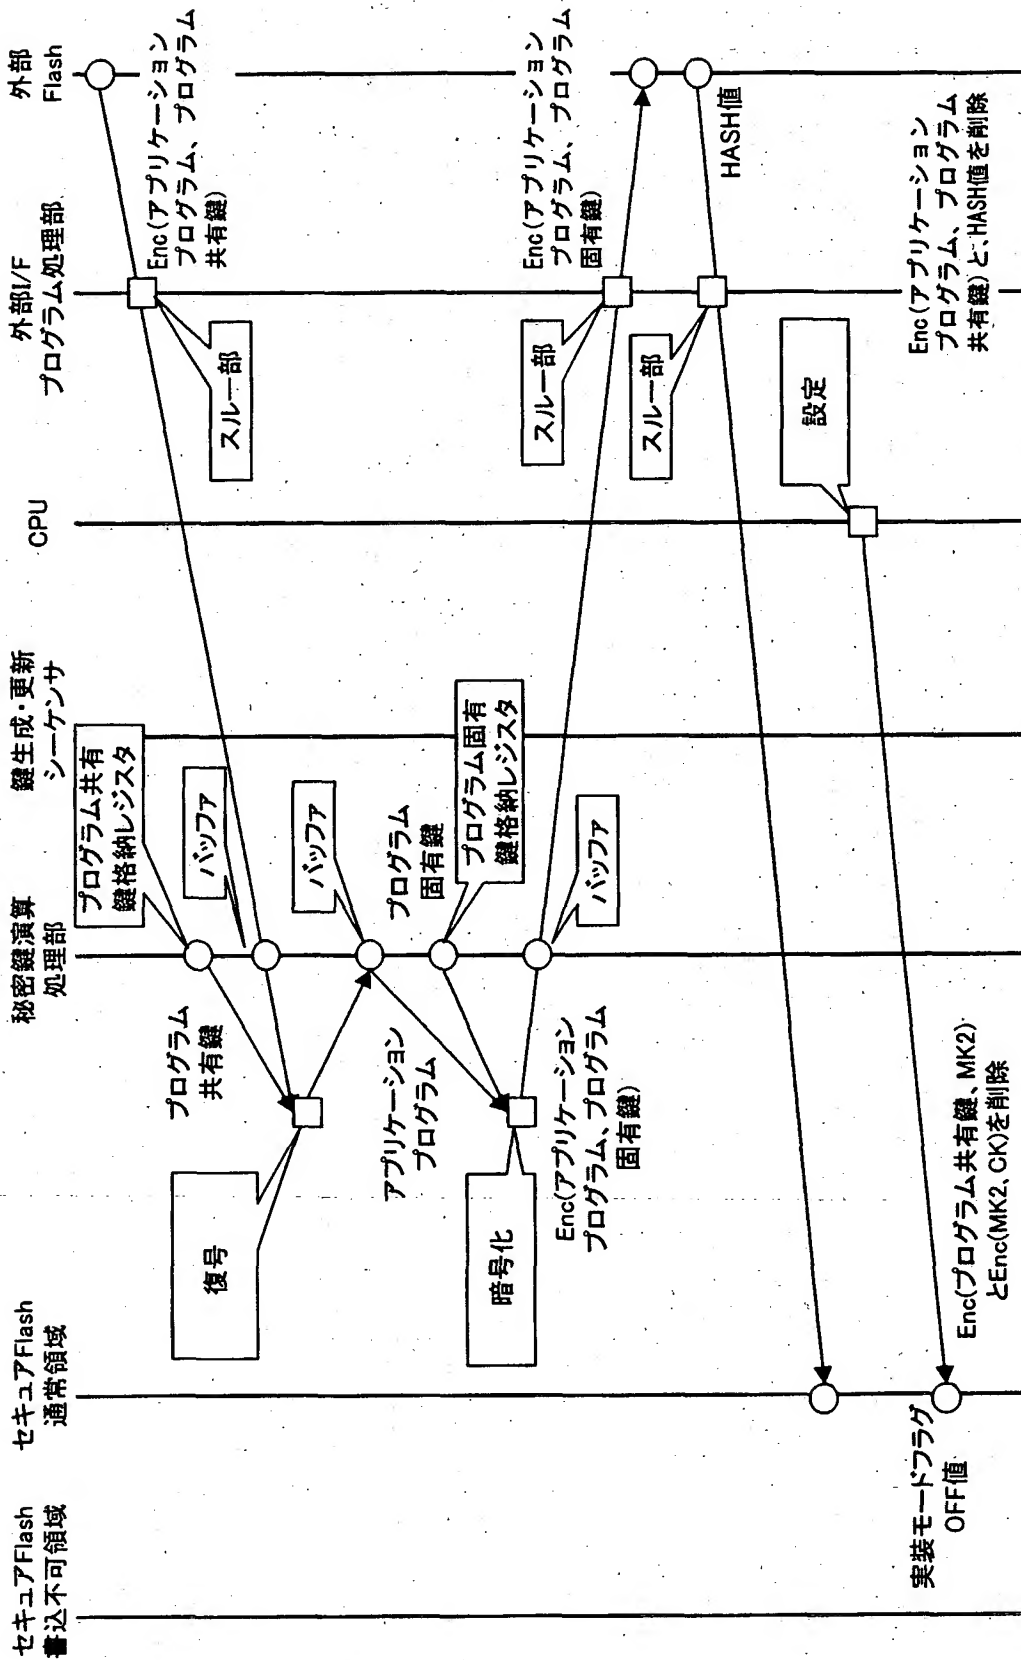 セキュアFlash
書込不可領域
セキュアFlash
通常領域
秘密鍵演算
処理部
鍵生成・更新
シーケンサ
CPU
外部I/F
プログラム処理部
外部
Flash
Enc(アプリケーション
プログラム、プログラム
共有鍵)
スルー部
プログラム共有
鍵格納レジスタ
バッファ
プログラム
共有鍵
復号
バッファ
アプリケーション
プログラム
プログラム
固有鍵
プログラム固有
鍵格納レジスタ
暗号化
バッファ
Enc(アプリケーション
プログラム、プログラム
固有鍵)
スルー部
Enc(アプリケーション
プログラム、プログラム
固有鍵)
スルー部
HASH値
設定
実装モードフラグ
OFF値
Enc(プログラム共有鍵、MK2)
とEnc(MK2、CK)を削除
Enc(アプリケーション
プログラム、プログラム
共有鍵)と、HASH値を削除